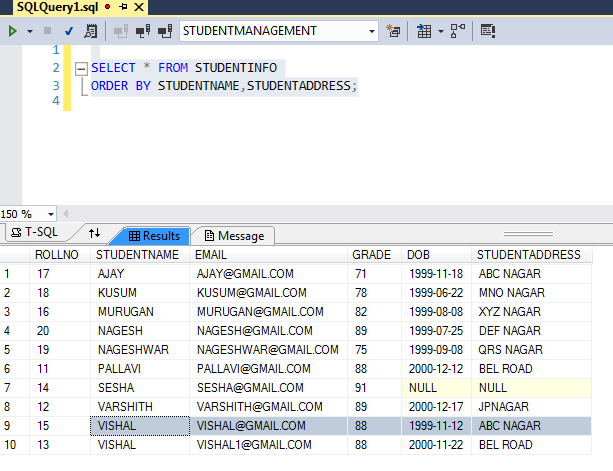 SQLQuery1.sql
STUDENTMANAGEMENT
1
2 SELECT * FROM STUDENTINFO
3 ORDER BY STUDENTNAME,STUDENTADDRESS;
4
150 %
T-SQL Results Message
ROLLNO STUDENTNAME EMAIL GRADE DOB STUDENTADDRESS
1 17 AJAY AJAY@GMAIL.COM 71 1999-11-18 ABC NAGAR
2 18 KUSUM KUSUM@GMAIL.COM 78 1999-06-22 MNO NAGAR
3 16 MURUGAN MURUGAN@GMAIL.COM 82 1999-08-08 XYZ NAGAR
4 20 NAGESH NAGESH@GMAIL.COM 89 1999-07-25 DEF NAGAR
5 19 NAGESHWAR NAGESHWAR@GMAIL.COM 75 1999-09-08 QRS NAGAR
6 11 PALLAVI PALLAVI@GMAIL.COM 88 2000-12-12 BEL ROAD
7 14 SESHA SESHA@GMAIL.COM 91 NULL NULL
8 12 VARSHITH VARSHITH@GMAIL.COM 89 2000-12-17 JPNAGAR
9 15 VISHAL VISHAL@GMAIL.COM 88 1999-11-12 ABC NAGAR
10 13 VISHAL VISHAL1@GMAIL.COM 88 2000-11-22 BEL ROAD